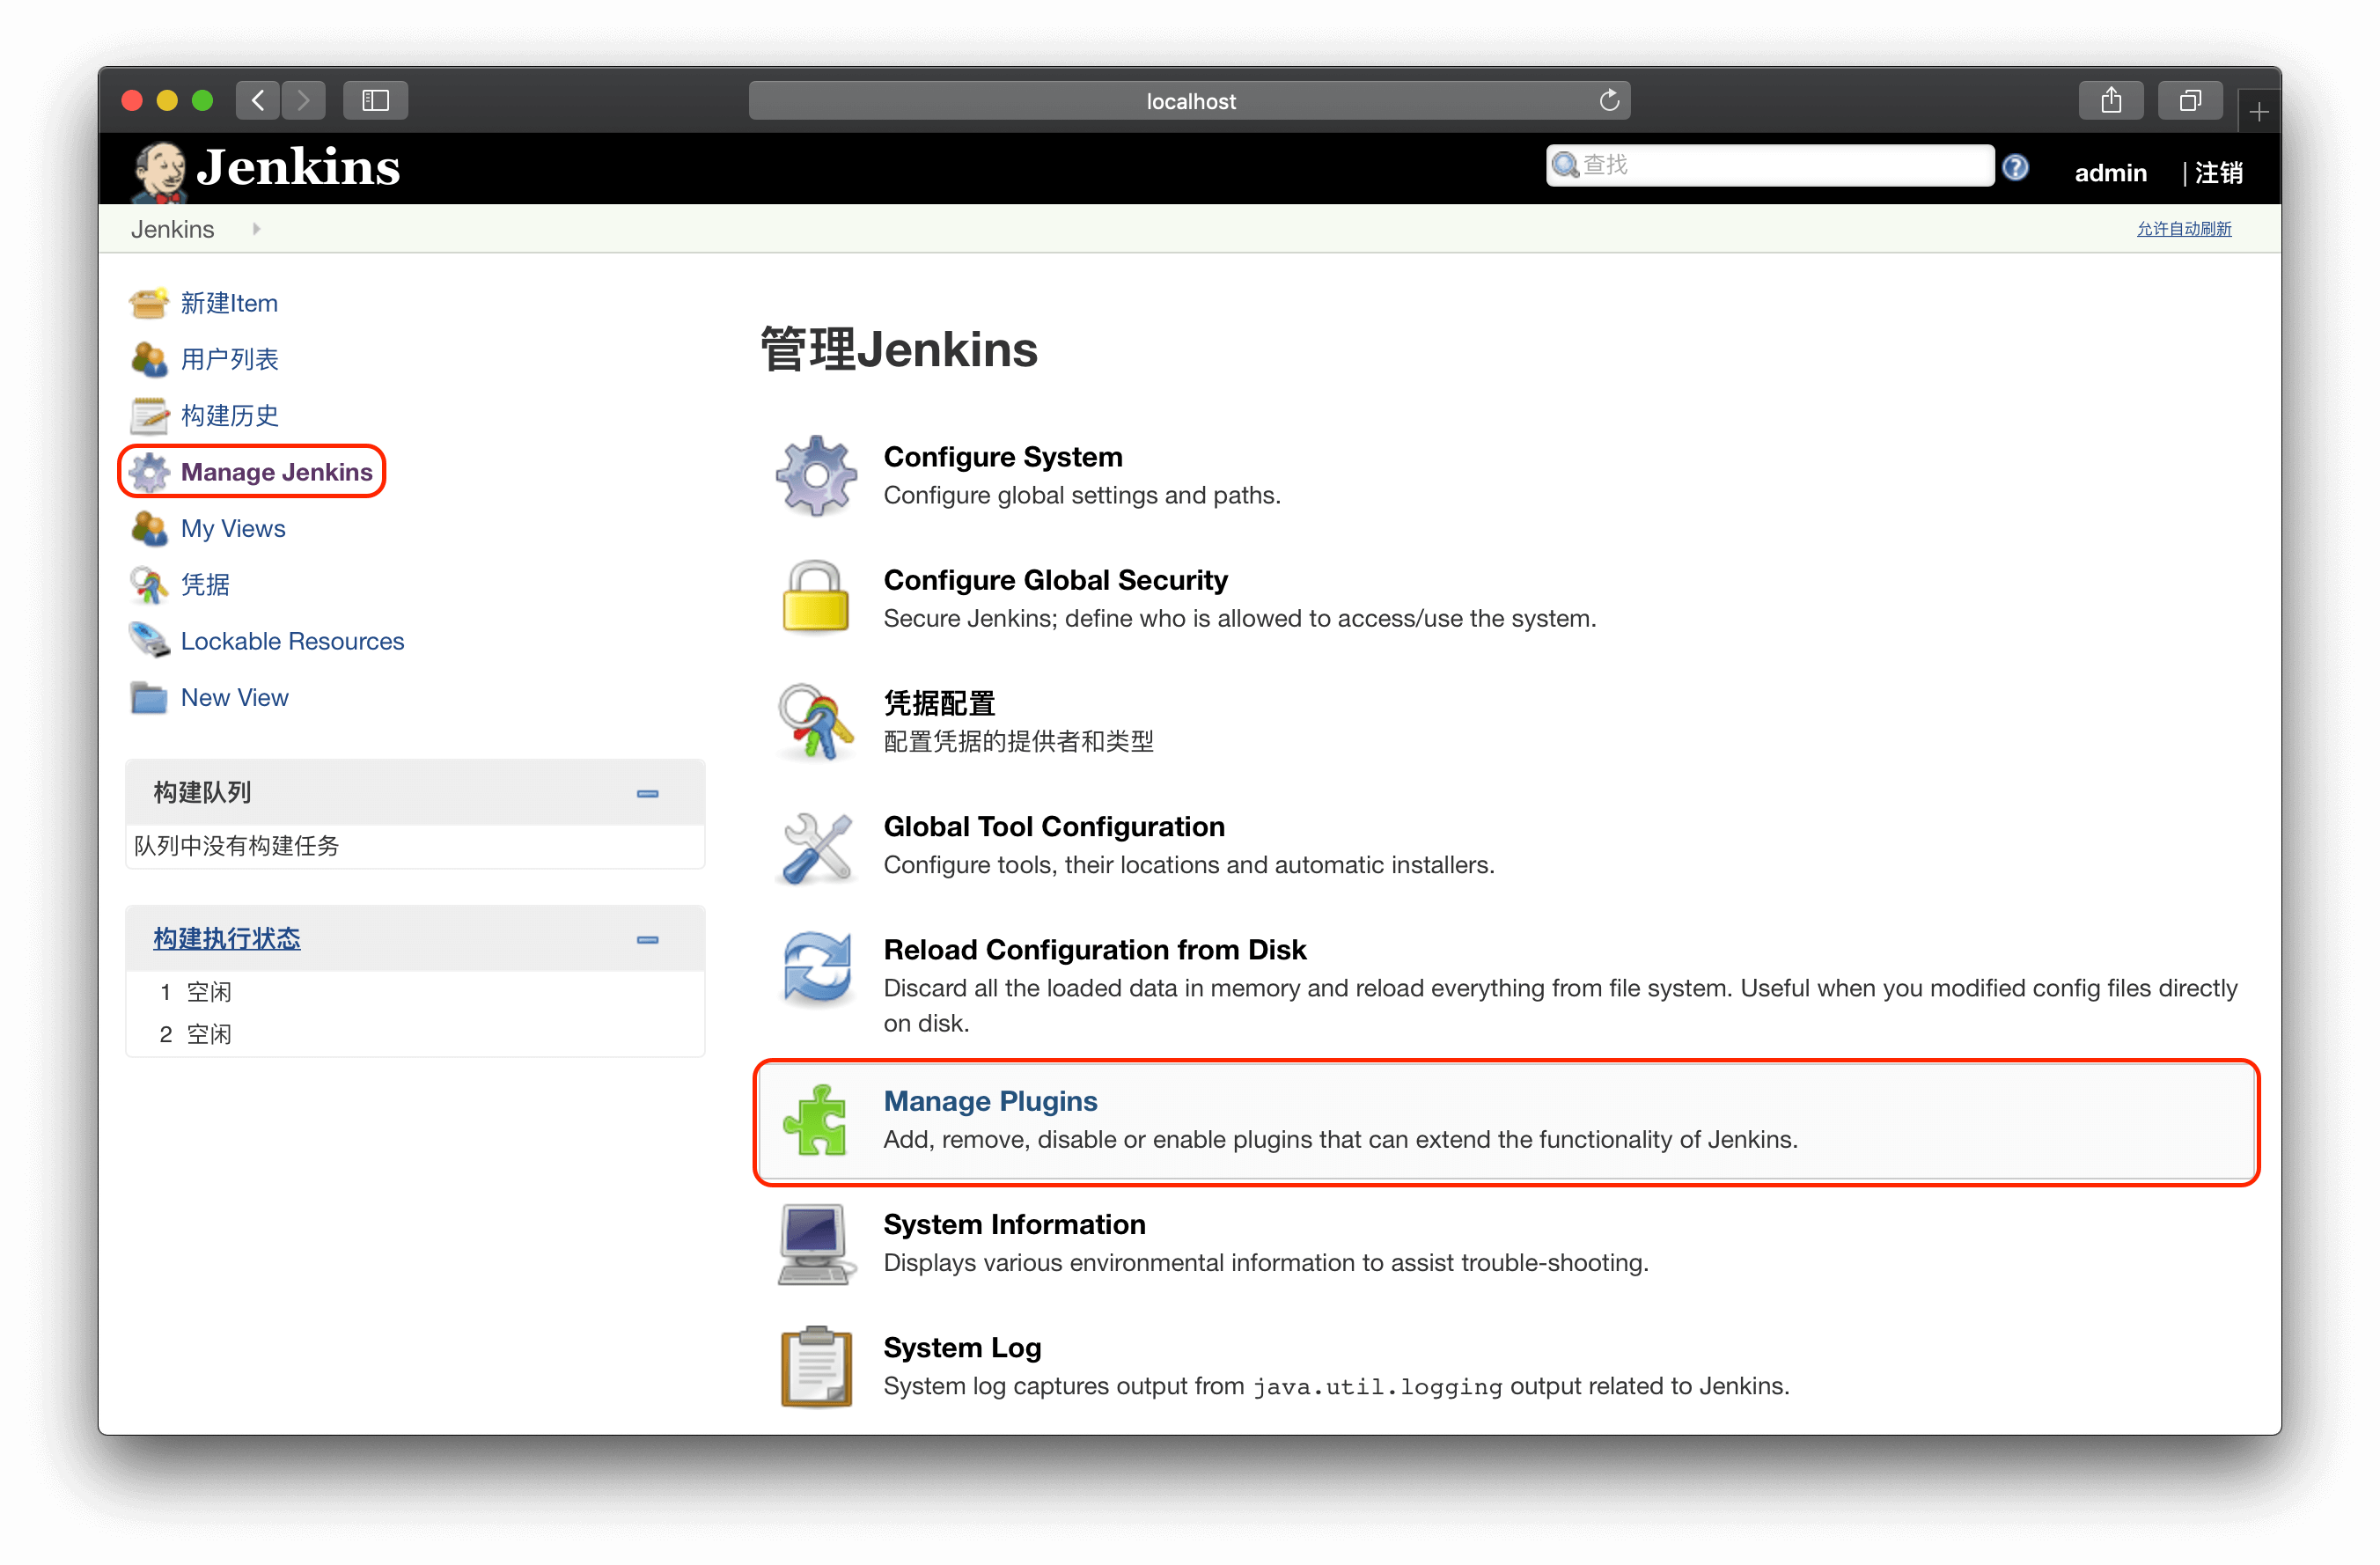 localhost
Jenkins
查找
admin
| 注销
Jenkins
允许自动刷新
新建Item
用户列表
构建历史
Manage Jenkins
My Views
凭据
Lockable Resources
New View
构建队列
队列中没有构建任务
构建执行状态
1 空闲
2 空闲
管理Jenkins
Configure System
Configure global settings and paths.
Configure Global Security
Secure Jenkins; define who is allowed to access/use the system.
凭据配置
配置凭据的提供者和类型
Global Tool Configuration
Configure tools, their locations and automatic installers.
Reload Configuration from Disk
Discard all the loaded data in memory and reload everything from file system. Useful when you modified config files directly
on disk.
Manage Plugins
Add, remove, disable or enable plugins that can extend the functionality of Jenkins.
System Information
Displays various environmental information to assist trouble-shooting.
System Log
System log captures output from java.util.logging output related to Jenkins.